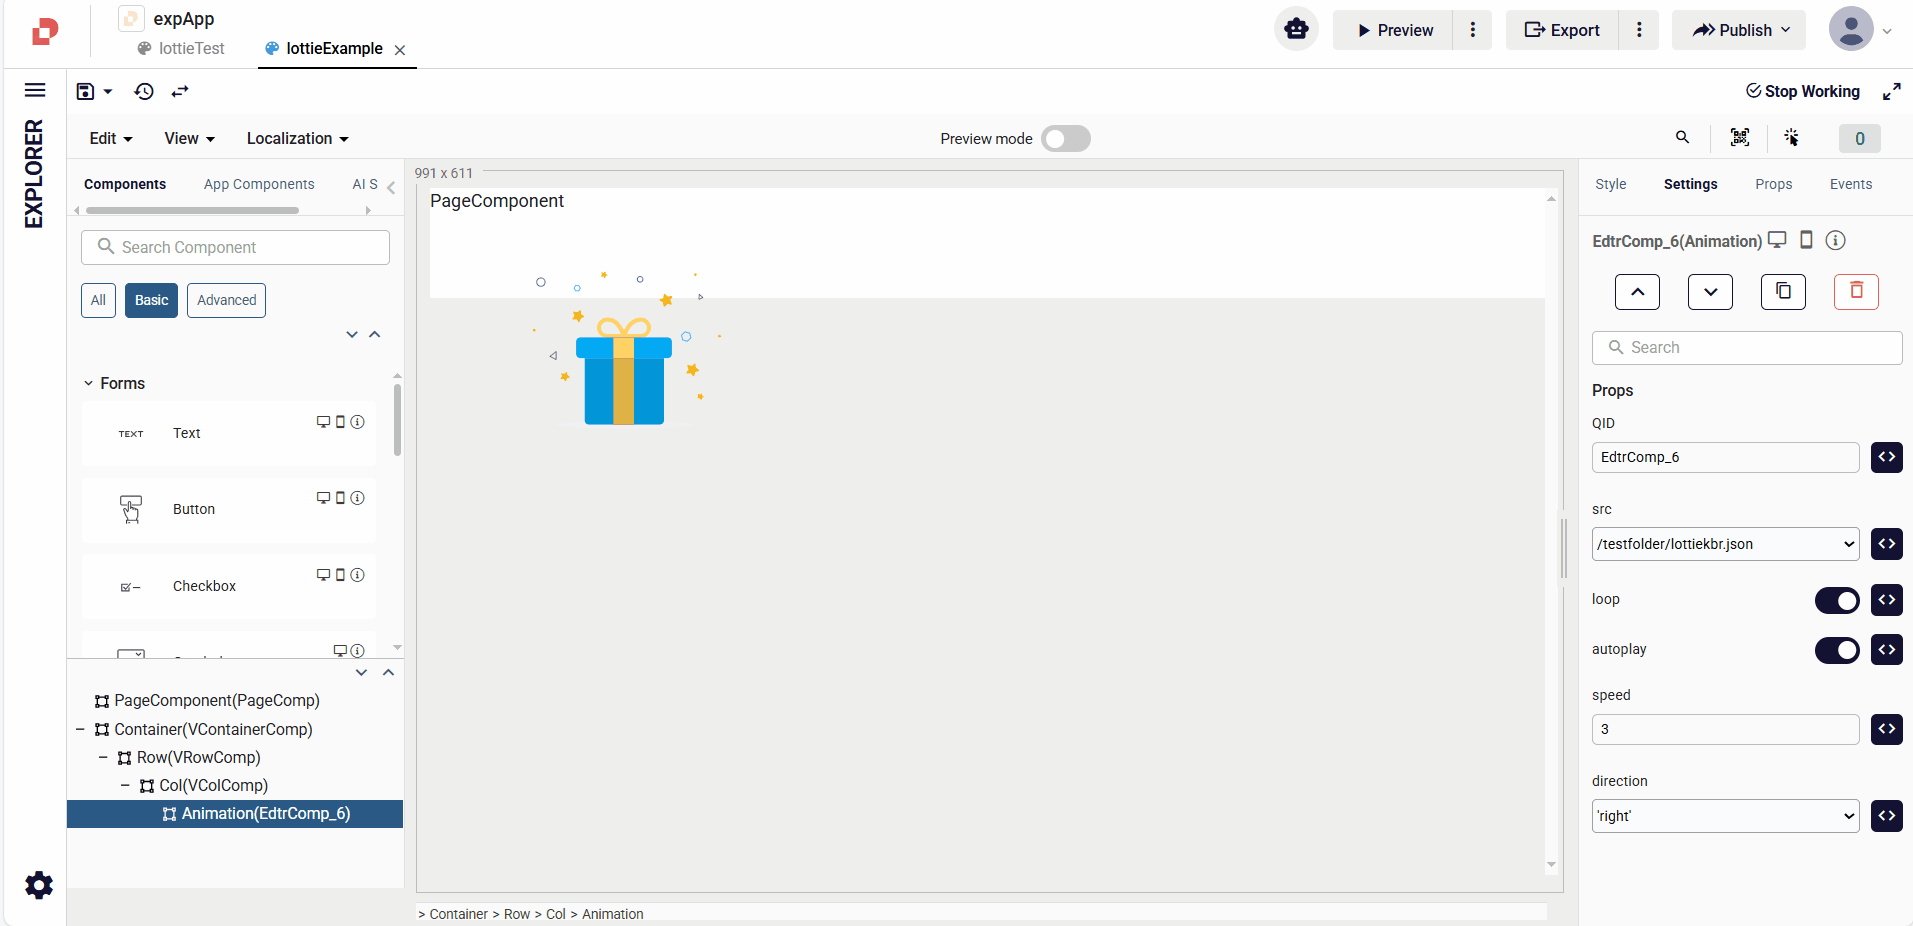 expApp
lottieTest
lottieExample
Preview
Export
Publish
EXPLORER
Stop Working
Edit
View
Localization
Preview mode
0
Components
App Components
AI S
Search Component
All
Basic
Advanced
Forms
TEXT
Text
Button
Checkbox
PageComponent(PageComp)
Container(VContainerComp)
Row(VRowComp)
Col(VColComp)
Animation(EdtrComp_6)
991 x 611
PageComponent
> Container > Row > Col > Animation
Style
Settings
Props
Events
EdtrComp_6(Animation)
Search
Props
QID
EdtrComp_6
src
/testfolder/lottiekbr.json
loop
autoplay
speed
3
direction
'right'